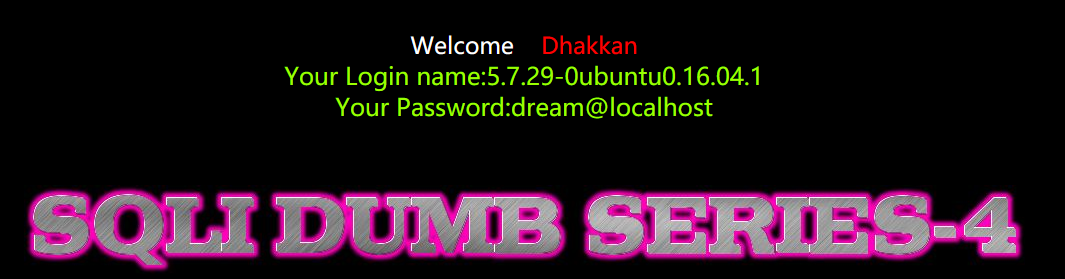 Welcome Dhakkan
Your Login name:5.7.29-0ubuntu0.16.04.1
Your Password:dream@localhost
SQLI DUMB SERIES-4